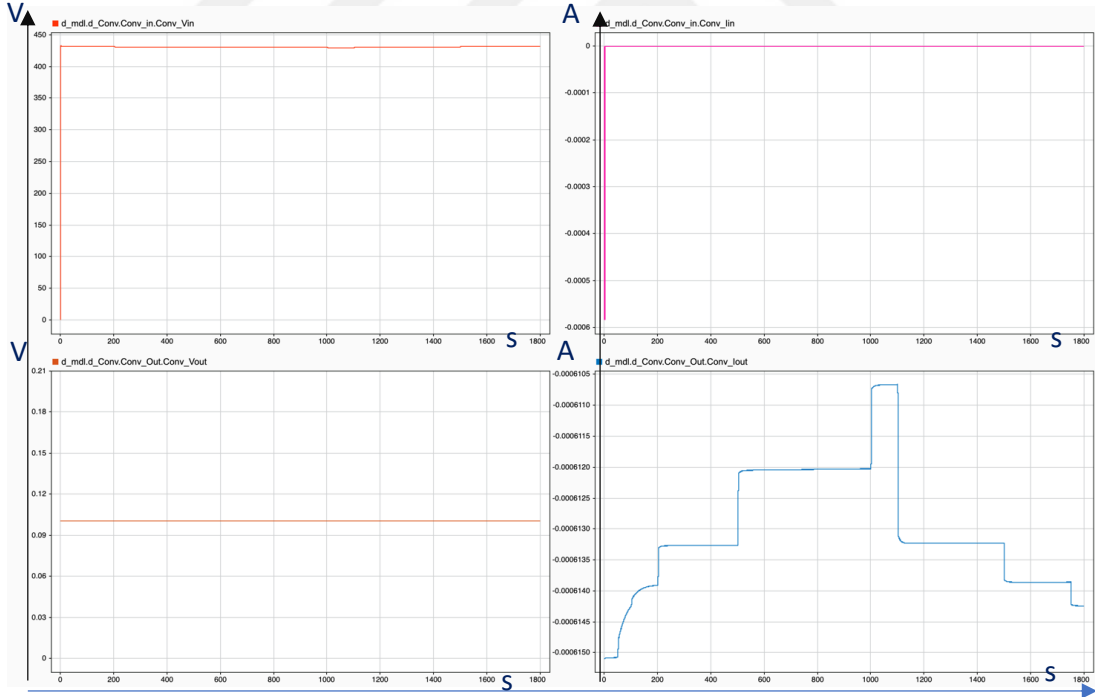 V
d_mdl.d_Conv.Conv_in.Conv_Vin
450
400
350
300
250
200
150
100
50
0
0 200 400 600 800 1000 1200 1400 1600 1800
S
A
d_mdl.d_Conv.Conv_in.Conv_Iin
0
-0.0001
-0.0002
-0.0003
-0.0004
-0.0005
-0.0006
0 200 400 600 800 1000 1200 1400 1600 1800
S
V
d_mdl.d_Conv.Conv_Out.Conv_Vout
0.21
0.18
0.15
0.12
0.09
0.06
0.03
0
0 200 400 600 800 1000 1200 1400 1600 1800
S
A
d_mdl.d_Conv.Conv_Out.Conv_Iout
-0.0006105
-0.0006110
-0.0006115
-0.0006120
-0.0006125
-0.0006130
-0.0006135
-0.0006140
-0.0006145
-0.0006150
0 200 400 600 800 1000 1200 1400 1600 1800
S